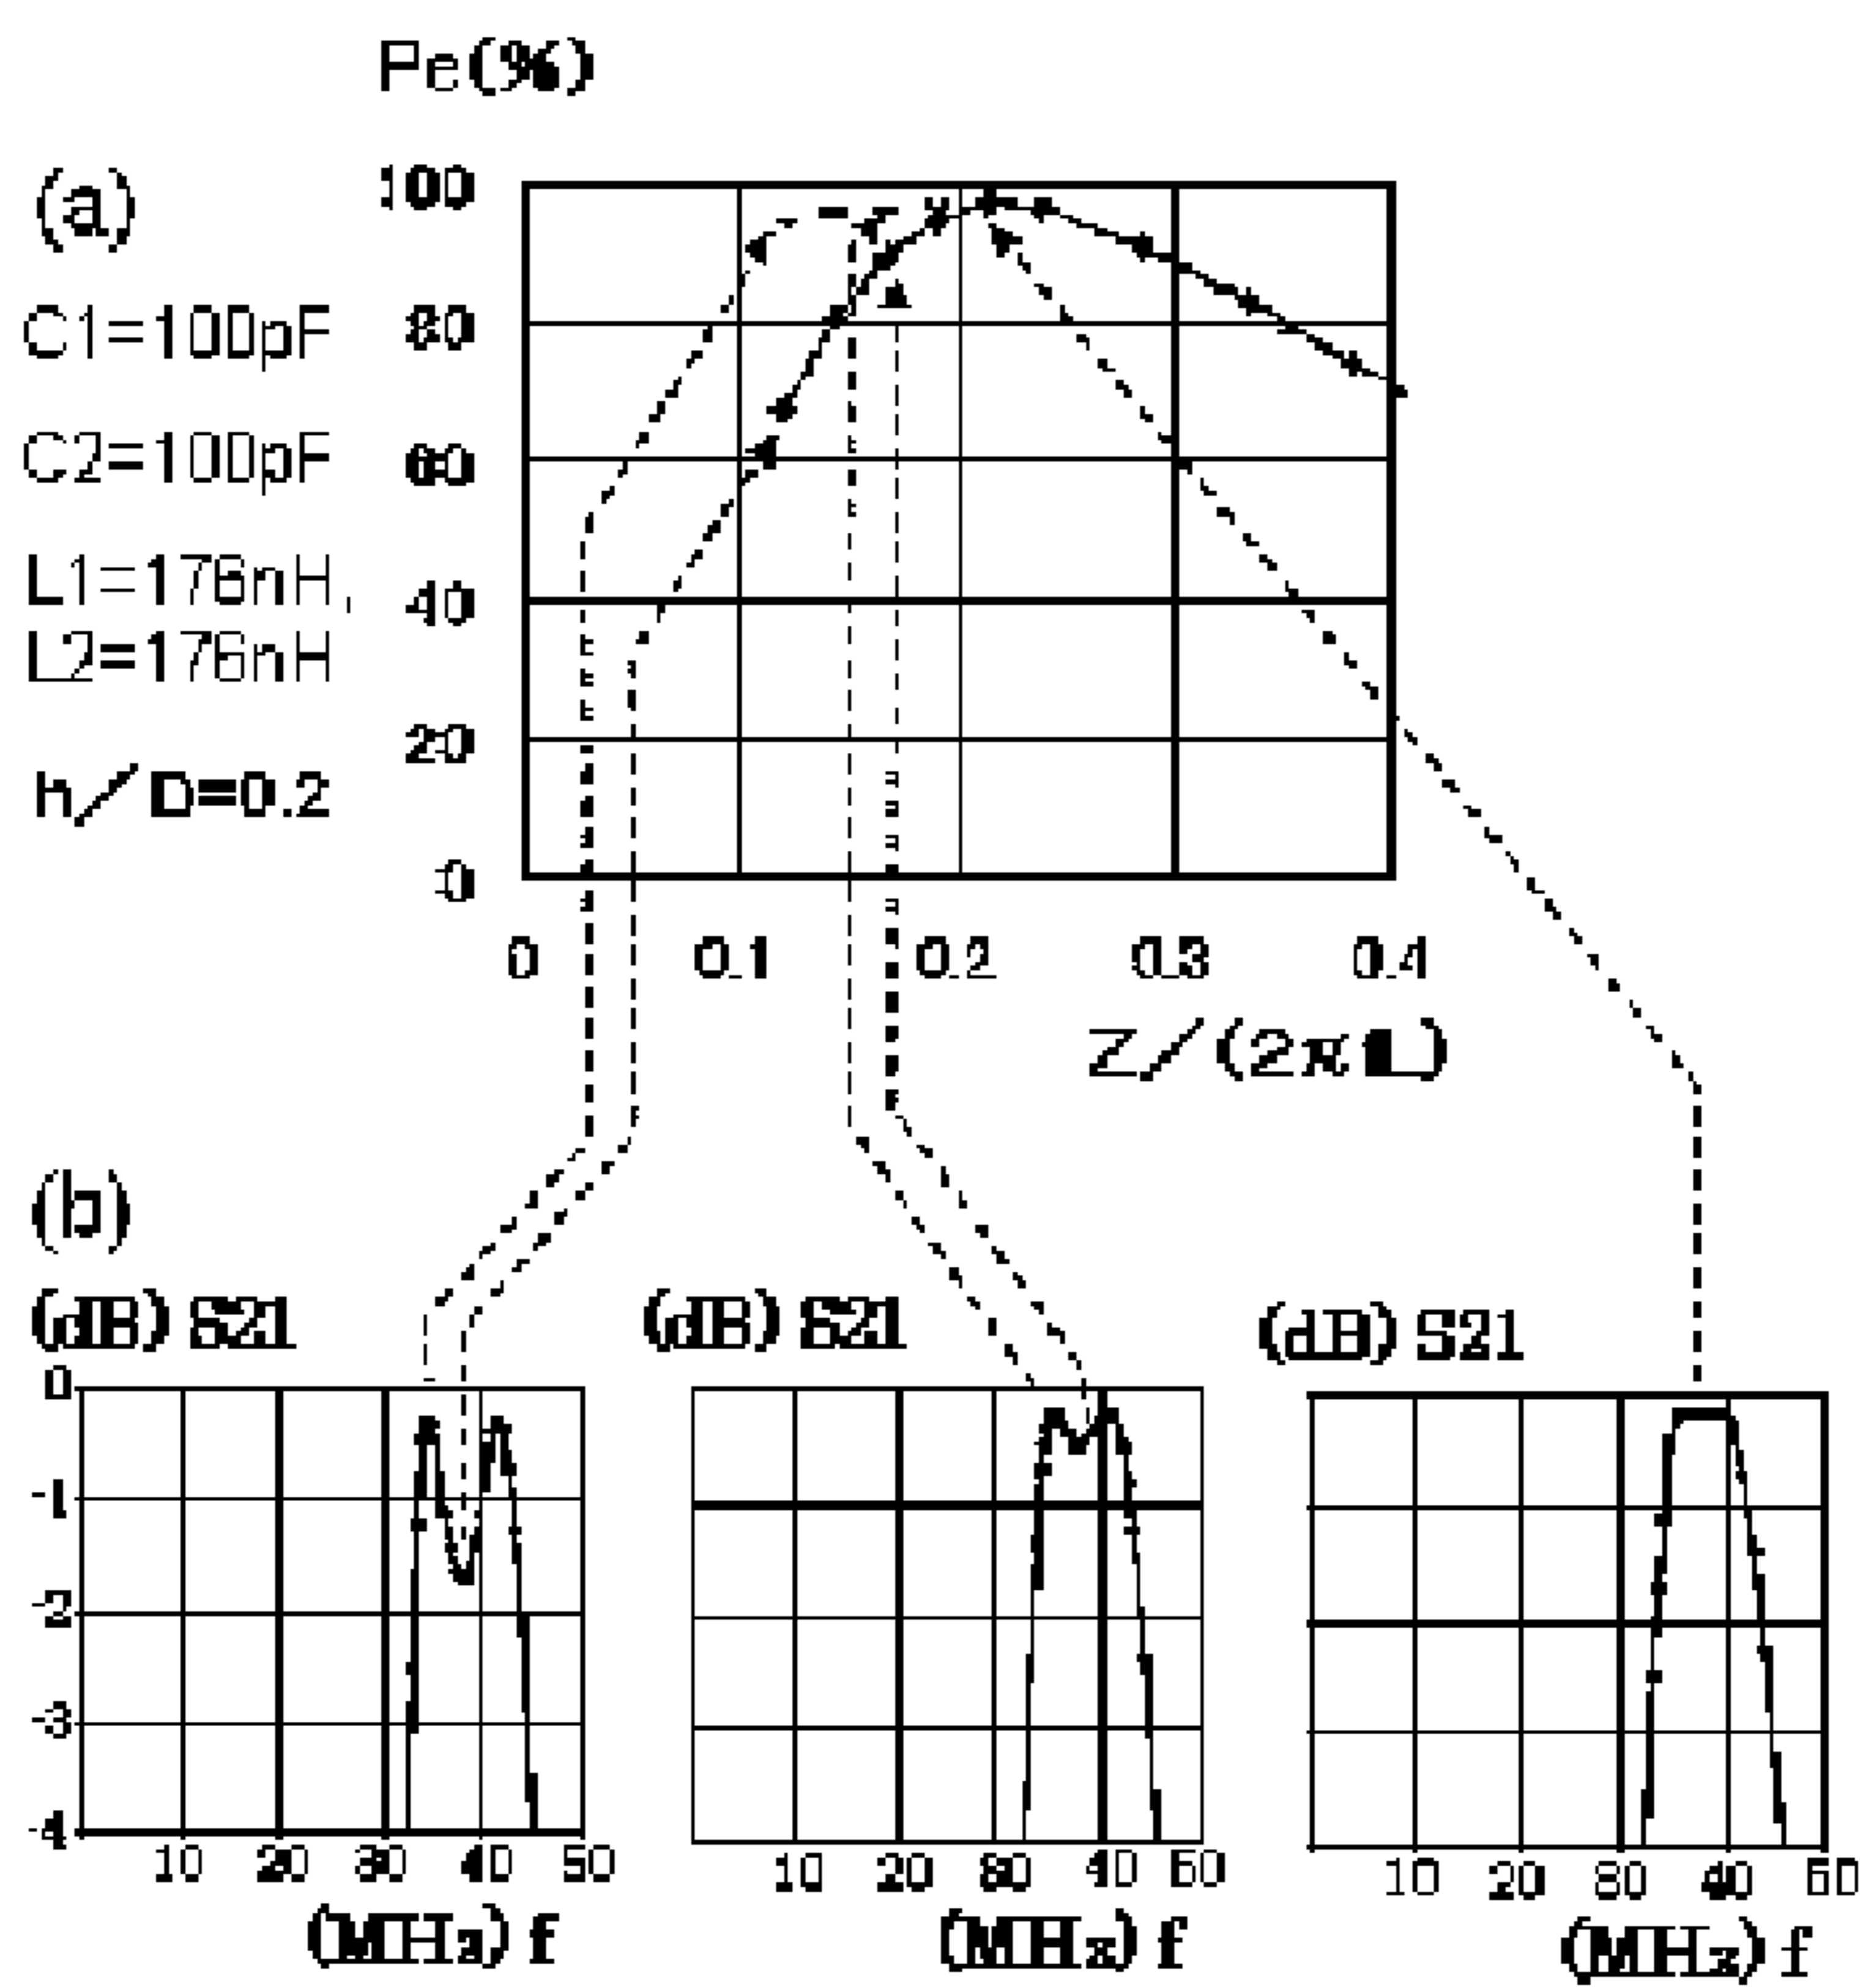 Pe(%)
(a)
100
C1=100pF
80
C2=100pF
60
L1=176nH,
40
L2=176nH
20
h/D=0.2
0
0 0.1 0.2 0.3 0.4
Z/(2πfL)
(b)
(dB) S21 (dB) S21 (dB) S21
0
-1
-2
-3
-4
10 20 30 40 50 10 20 30 40 50 10 20 30 40 50
(MHz) f (MHz) f (MHz) f